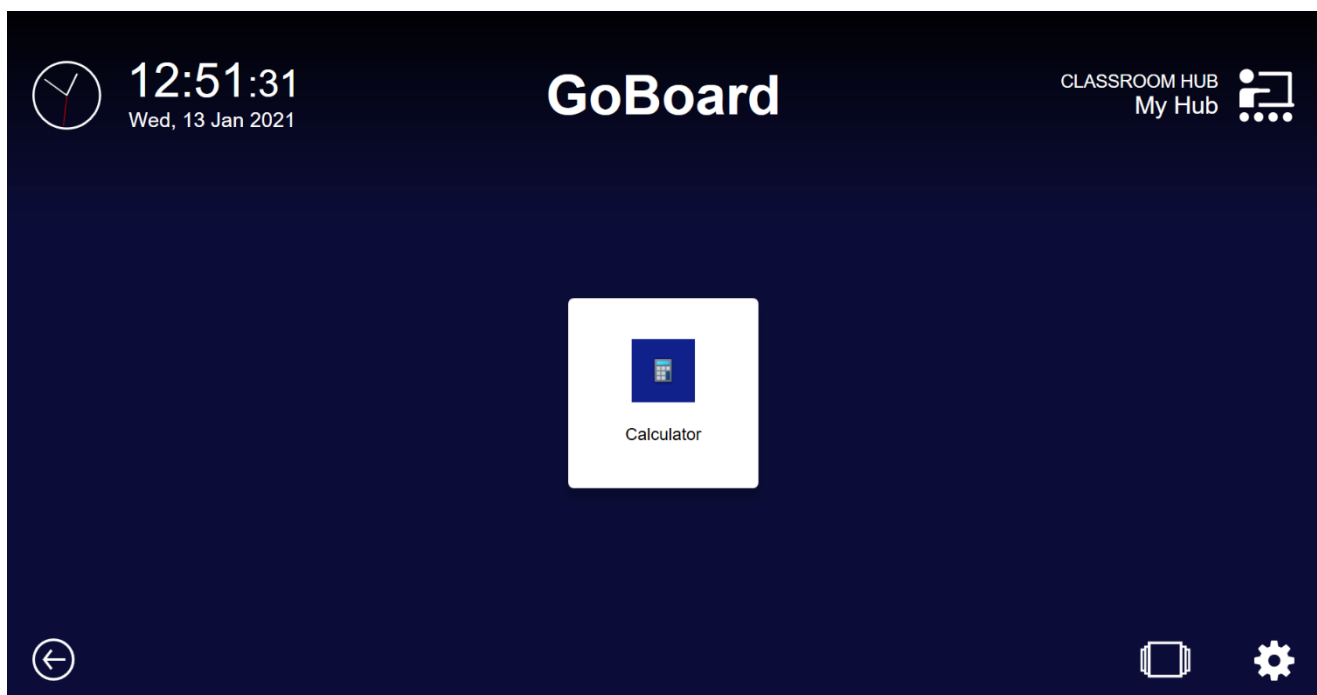 12:51:31
Wed, 13 Jan 2021
GoBoard
CLASSROOM HUB
My Hub
Calculator